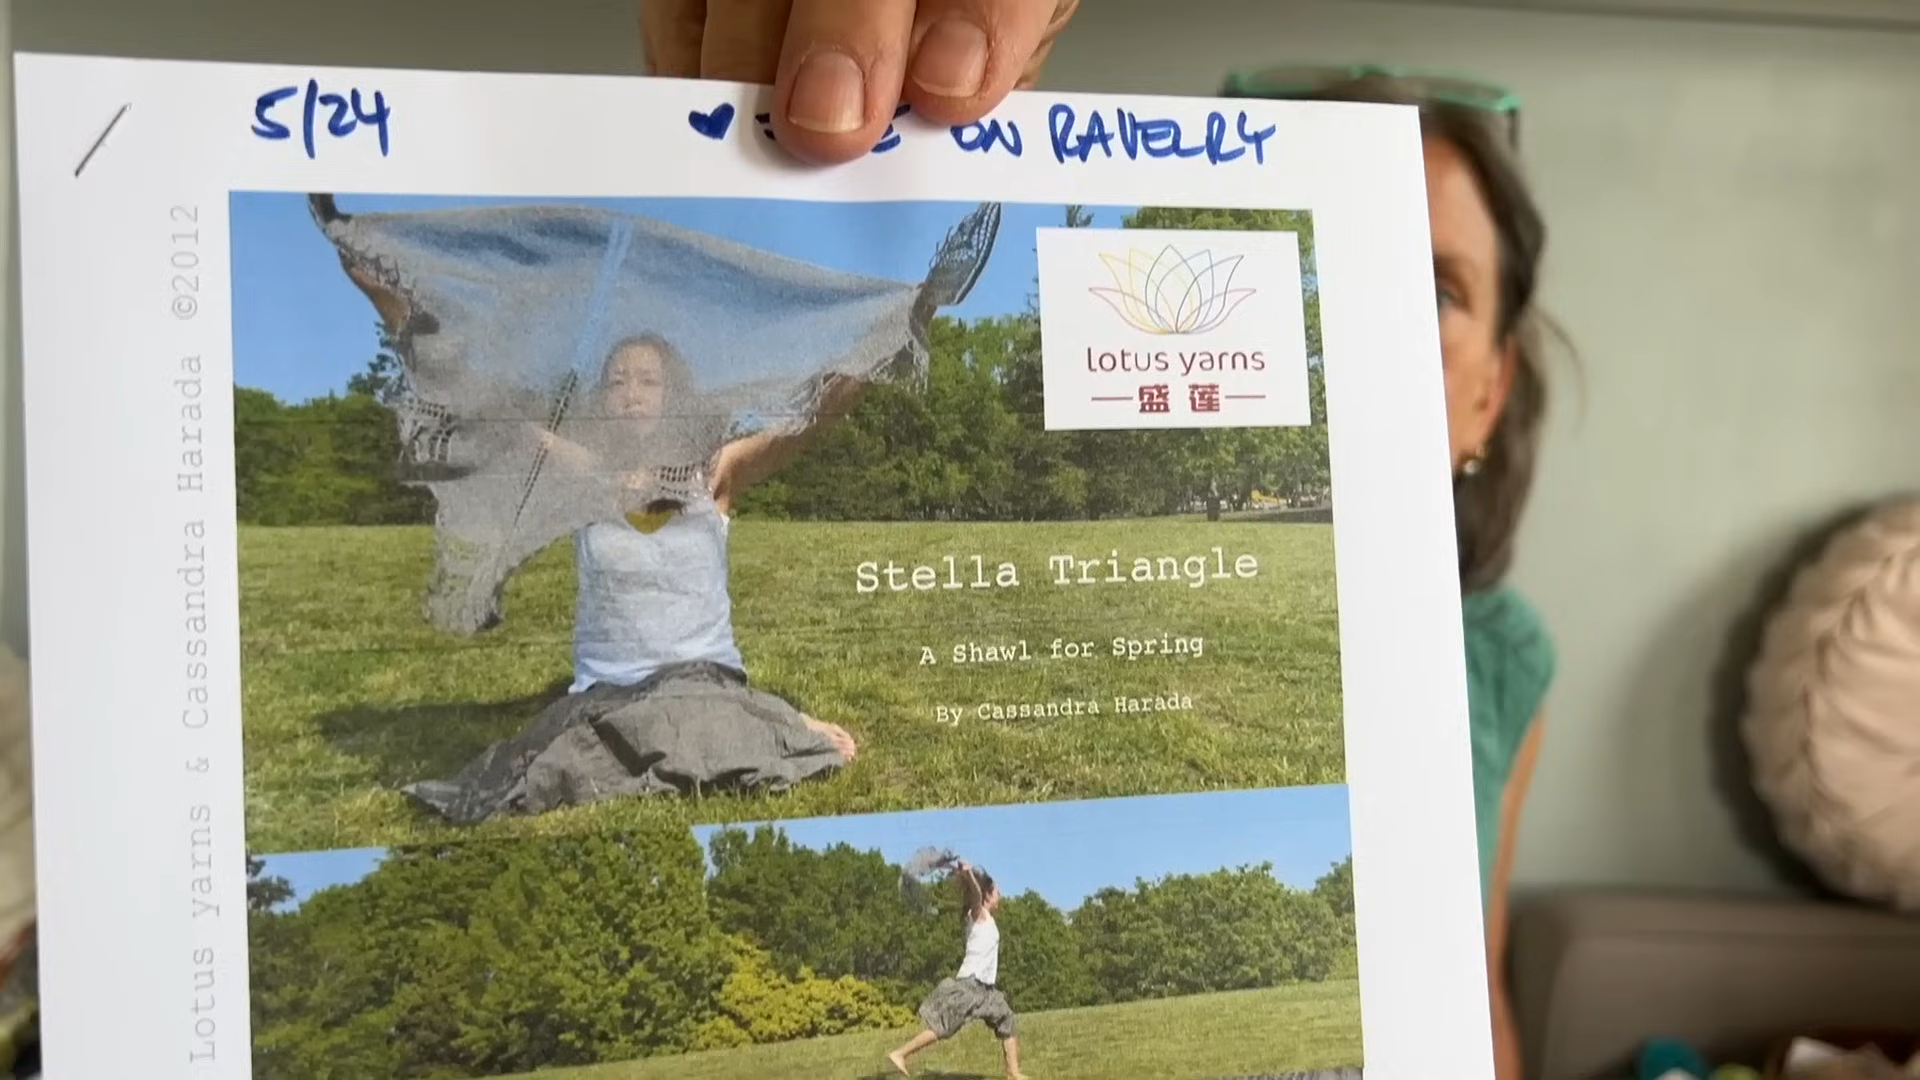 5/24
ON RAVELRY
Lotus yarns & Cassandra Harada ©2012
lotus yarns
盛 莲
Stella Triangle
A Shawl for Spring
By Cassandra Harada